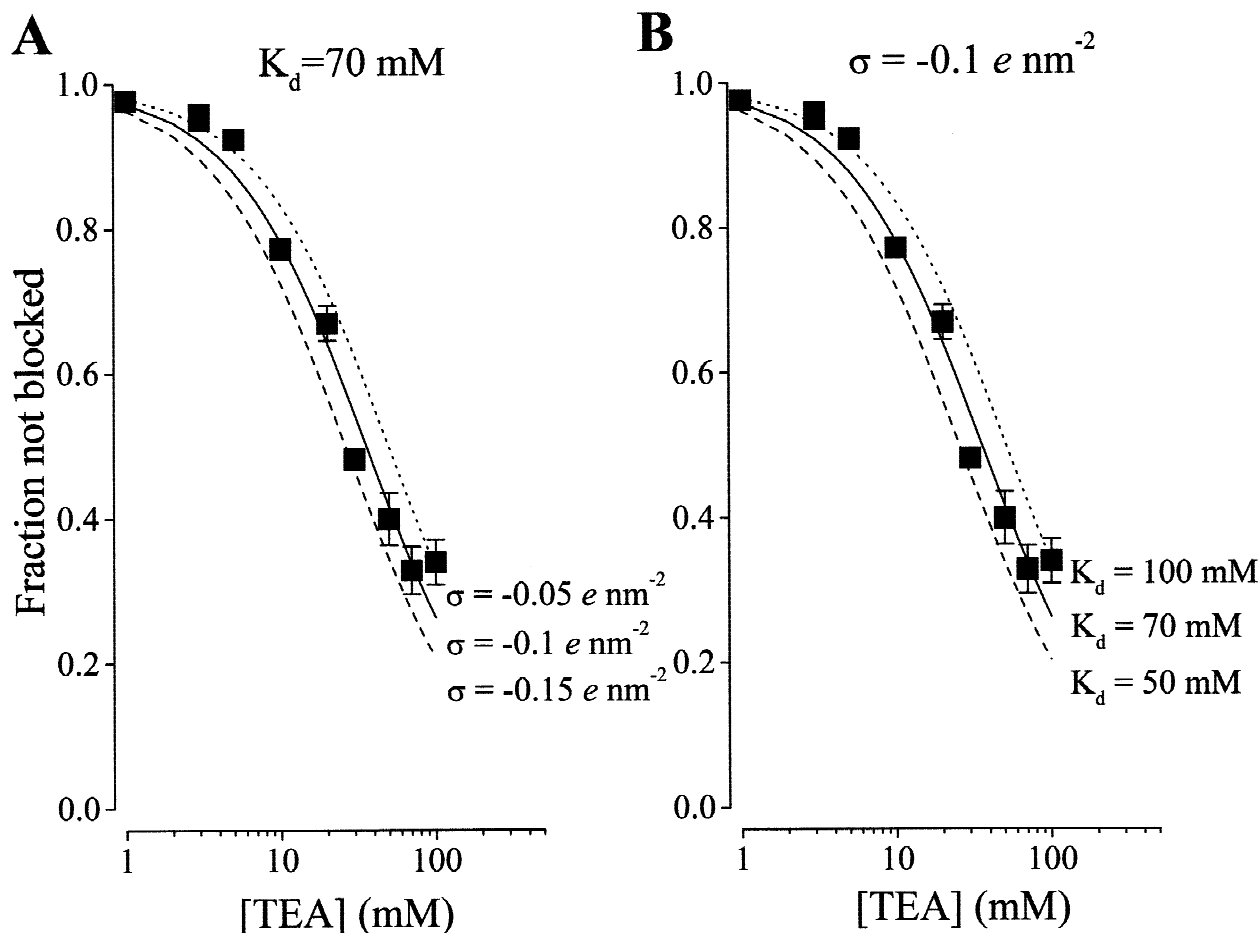 A
K_d=70 mM
Fraction not blocked
1.0
0.8
0.6
0.4
0.2
0.0
σ = -0.05 e nm^-2
σ = -0.1 e nm^-2
σ = -0.15 e nm^-2
1 10 100
[TEA] (mM)
B
σ = -0.1 e nm^-2
1.0
0.8
0.6
0.4
0.2
0.0
K_d = 100 mM
K_d = 70 mM
K_d = 50 mM
1 10 100
[TEA] (mM)